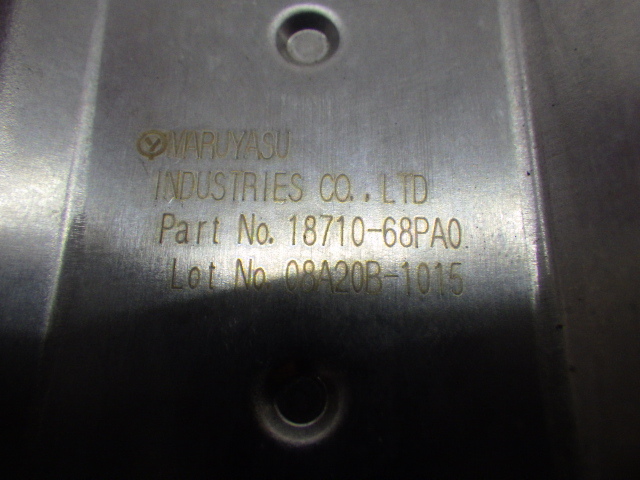 MARUYASU
INDUSTRIES CO., LTD
Part No. 18710-68PA0
Lot No. 08A20B-1015